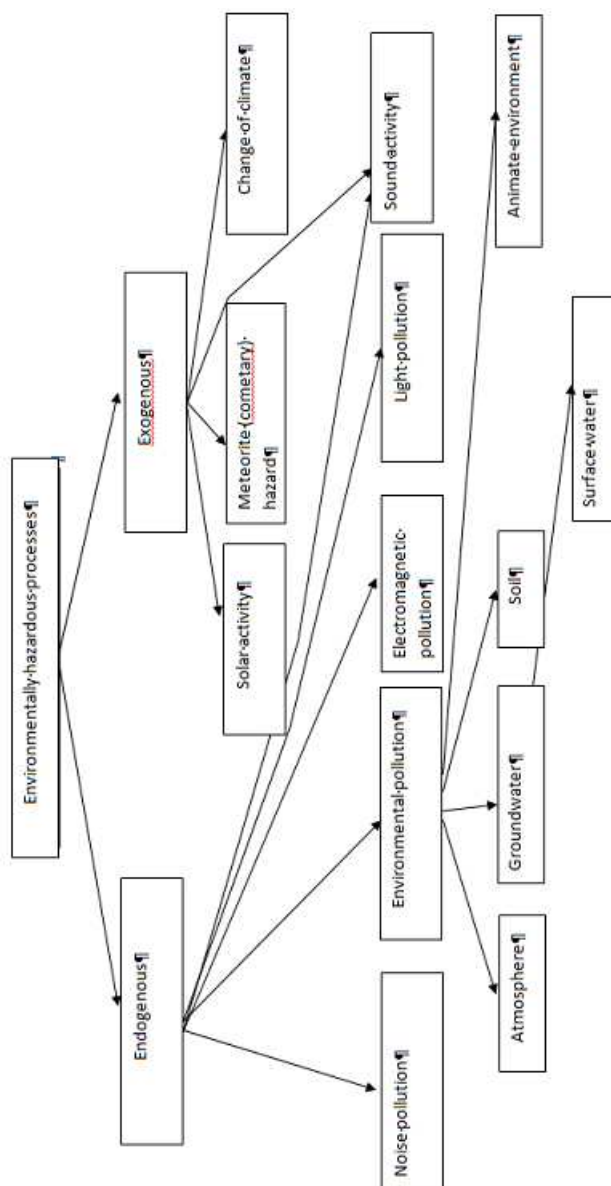 Environmentally·hazardous·processes¶
¶
Endogenous¶
Exogenous¶
Solar·activity¶
Meteorite·(cometary)·
hazard¶
Change·of·climate¶
Noise·pollution¶
Environmental·pollution¶
Electromagnetic·
pollution¶
Light·pollution¶
Sound·activity¶
Atmosphere¶
Groundwater¶
Soil¶
Animate·environment¶
Surface·water¶